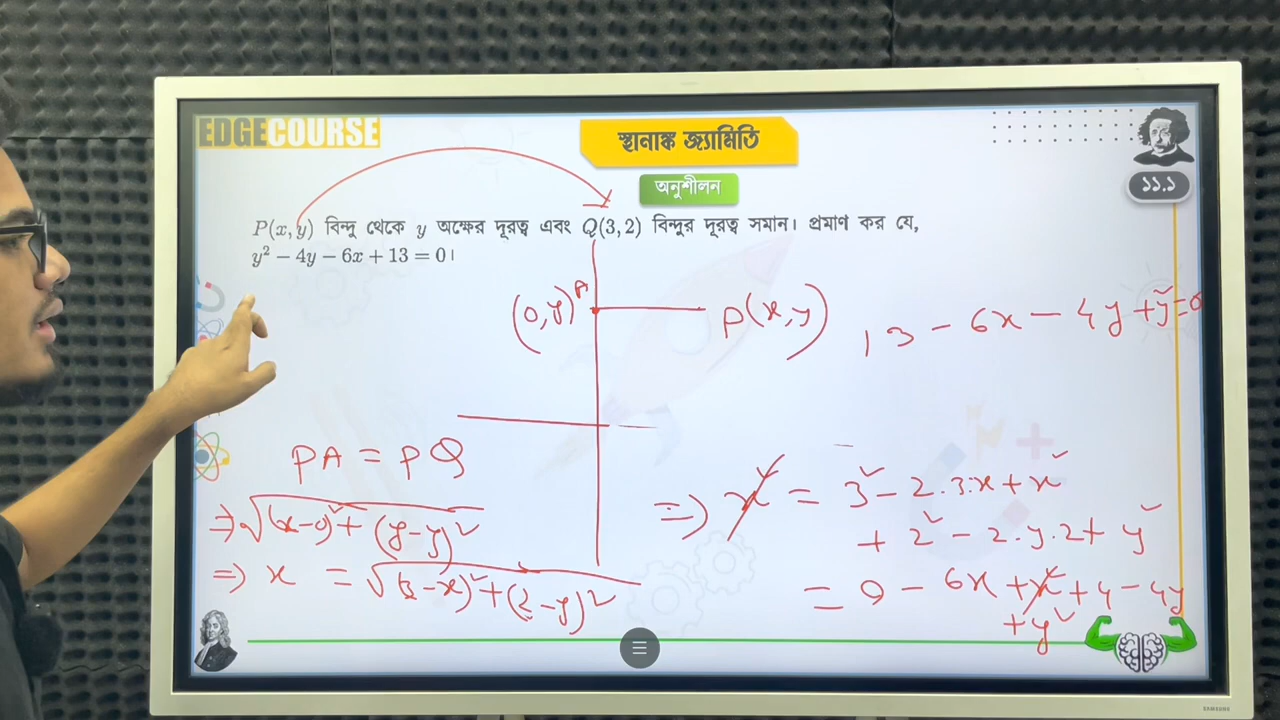 EDGECOURSE
স্থানাঙ্ক জ্যামিতি
অনুশীলন
১১.১
P(x, y) বিন্দু থেকে y অক্ষের দূরত্ব এবং Q(3, 2) বিন্দুর দূরত্ব সমান। প্রমাণ কর যে,
y² − 4y − 6x + 13 = 0।
(0, y) A P(x, y)
13 − 6x − 4y + y² = 0
PA = PQ
⇒ √(x−0)² + (y−y)²
⇒ x = √(3−x)² + (2−y)²
⇒ x² = 3² − 2.3.x + x²
+ 2² − 2.y.2 + y²
= 9 − 6x + x² + 4 − 4y
+ y²
SAMSUNG